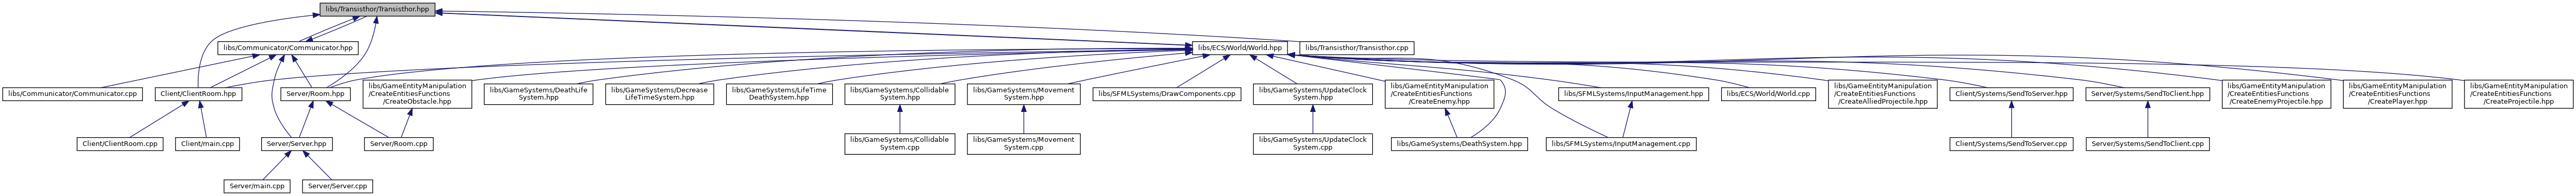 libs/Transisthor/Transisthor.hpp
libs/Communicator/Communicator.hpp
libs/ECS/World/World.hpp
libs/Transisthor/Transisthor.cpp
libs/Communicator/Communicator.cpp
Client/ClientRoom.hpp
Server/Room.hpp
libs/GameEntityManipulation
/CreateEntitiesFunctions
/CreateObstacle.hpp
libs/GameSystems/DeathLife
System.hpp
libs/GameSystems/Decrease
LifeTimeSystem.hpp
libs/GameSystems/LifeTime
DeathSystem.hpp
libs/GameSystems/Collidable
System.hpp
libs/GameSystems/Movement
System.hpp
libs/SFMLSystems/DrawComponents.cpp
libs/GameSystems/UpdateClock
System.hpp
libs/GameEntityManipulation
/CreateEntitiesFunctions
/CreateEnemy.hpp
libs/SFMLSystems/InputManagement.hpp
libs/ECS/World/World.cpp
libs/GameEntityManipulation
/CreateEntitiesFunctions
/CreateAlliedProjectile.hpp
Client/Systems/SendToServer.hpp
Server/Systems/SendToClient.hpp
libs/GameEntityManipulation
/CreateEntitiesFunctions
/CreateEnemyProjectile.hpp
libs/GameEntityManipulation
/CreateEntitiesFunctions
/CreatePlayer.hpp
libs/GameEntityManipulation
/CreateEntitiesFunctions
/CreateProjectile.hpp
Client/ClientRoom.cpp
Client/main.cpp
Server/Server.hpp
Server/Room.cpp
libs/GameSystems/Collidable
System.cpp
libs/GameSystems/Movement
System.cpp
libs/GameSystems/UpdateClock
System.cpp
libs/GameSystems/DeathSystem.hpp
libs/SFMLSystems/InputManagement.cpp
Client/Systems/SendToServer.cpp
Server/Systems/SendToClient.cpp
Server/main.cpp
Server/Server.cpp